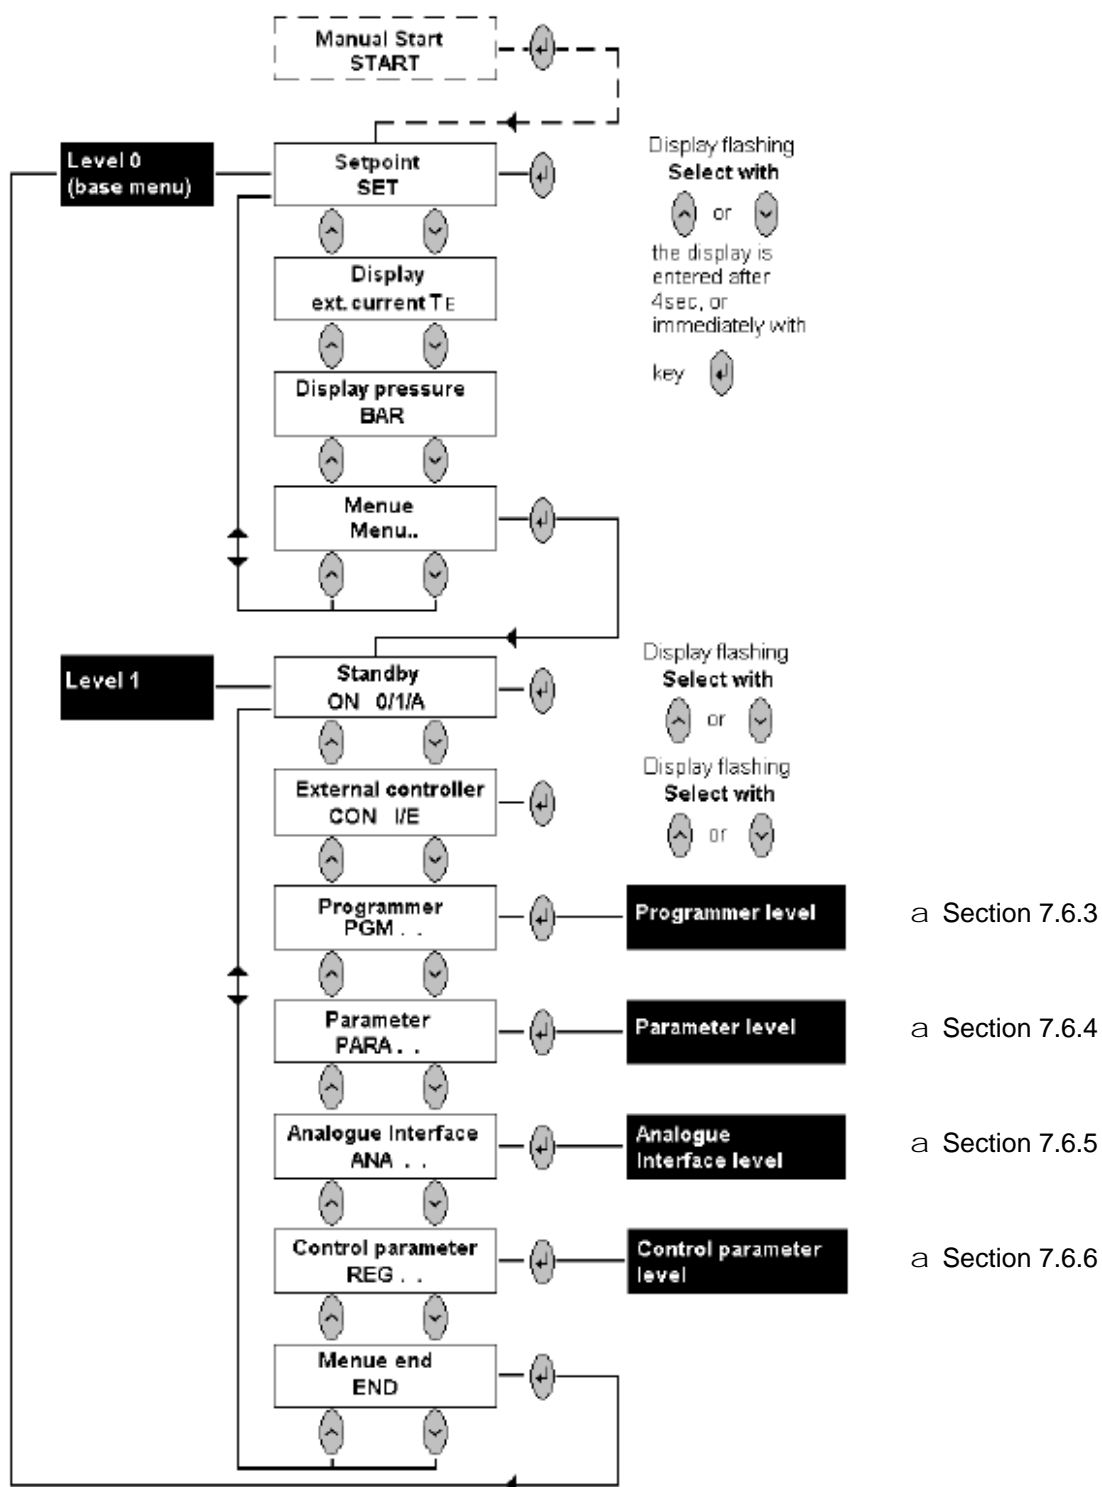 Manual Start
START
Level 0
(base menu)
Setpoint
SET
Display flashing
Select with
or
the display is
entered after
4sec, or
immediately with
key
Display
ext. current TE
Display pressure
BAR
Menue
Menu..
Level 1
Standby
ON 0/1/A
Display flashing
Select with
or
External controller
CON I/E
Display flashing
Select with
or
Programmer
PGM . .
Programmer level
a Section 7.6.3
Parameter
PARA . .
Parameter level
a Section 7.6.4
Analogue Interface
ANA . .
Analogue
Interface level
a Section 7.6.5
Control parameter
REG . .
Control parameter
level
a Section 7.6.6
Menue end
END